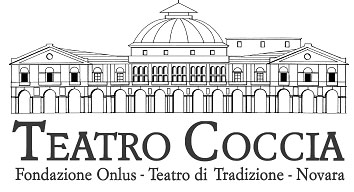 TEATRO COCCIA
Fondazione Onlus - Teatro di Tradizione - Novara